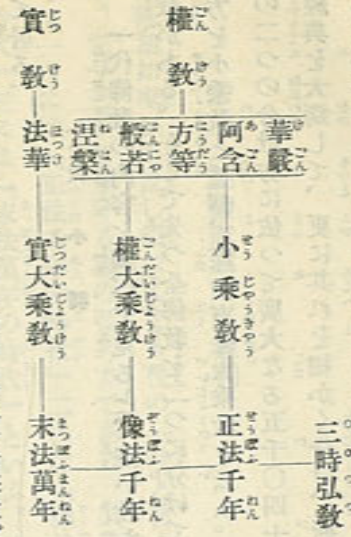 三時弘教
華嚴
阿含 小乘教 正法千年
權教 方等
般若 權大乘教 像法千年
涅槃
實教 法華 實大乘教 末法萬年